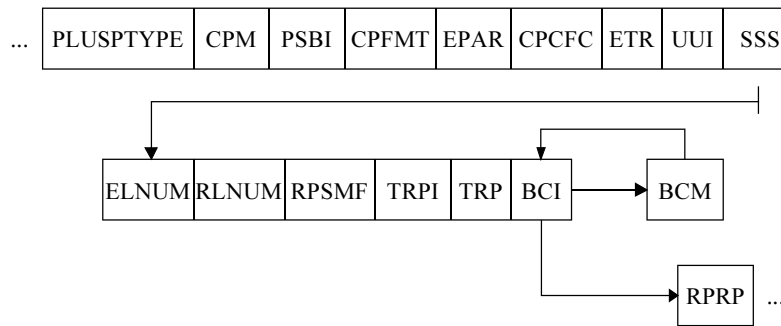 ... PLUSPTYPE CPM PSBI CPFMT EPAR CPCFC ETR UUI SSS
ELNUM RLNUM RPSMF TRPI TRP BCI BCM
RPRP ...